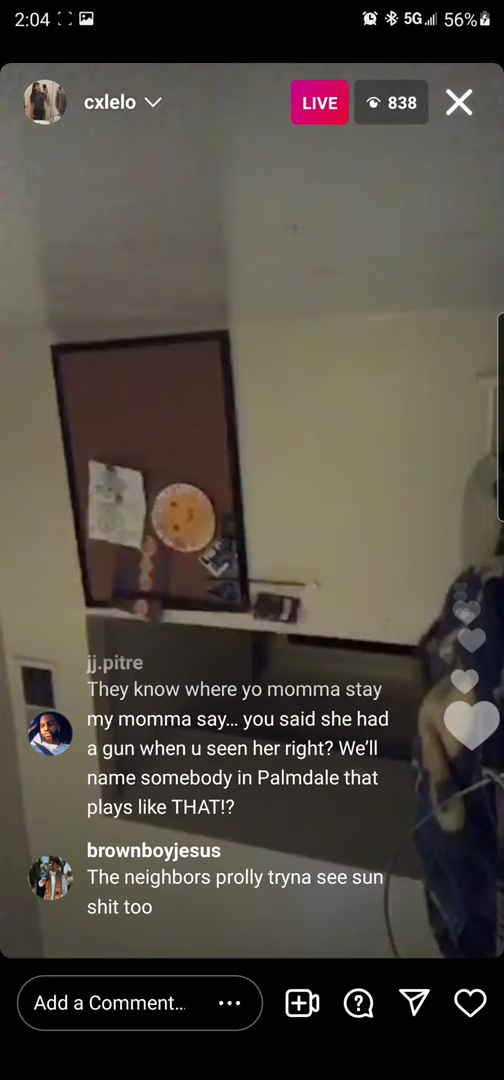 2:04
5G
56%
cxlelo
LIVE
838
jj.pitre
They know where yo momma stay
my momma say... you said she had
a gun when u seen her right? We'll
name somebody in Palmdale that
plays like THAT!?
brownboyjesus
The neighbors prolly tryna see sun
shit too
Add a Comment...